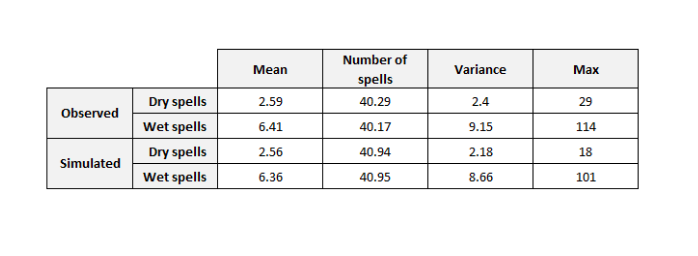 Mean Number of spells Variance Max
Observed Dry spells 2.59 40.29 2.4 29
Wet spells 6.41 40.17 9.15 114
Simulated Dry spells 2.56 40.94 2.18 18
Wet spells 6.36 40.95 8.66 101